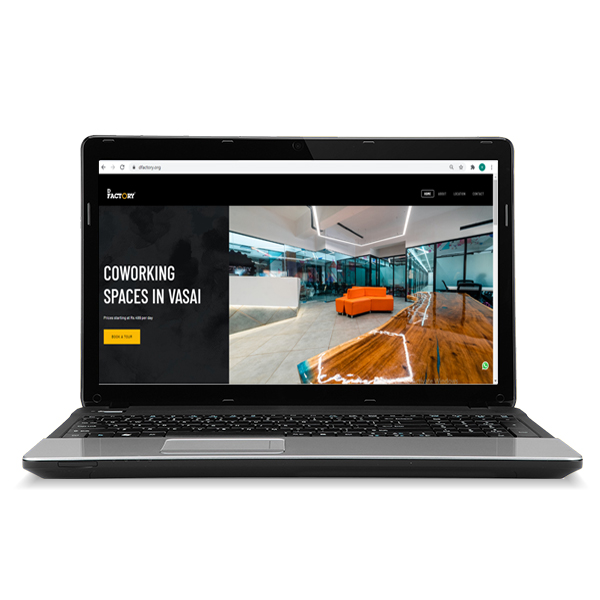 dfactory.org
D
FACTORY
HOME
ABOUT
LOCATION
CONTACT
COWORKING
SPACES IN VASAI
Prices starting at Rs 499 per day
BOOK A TOUR